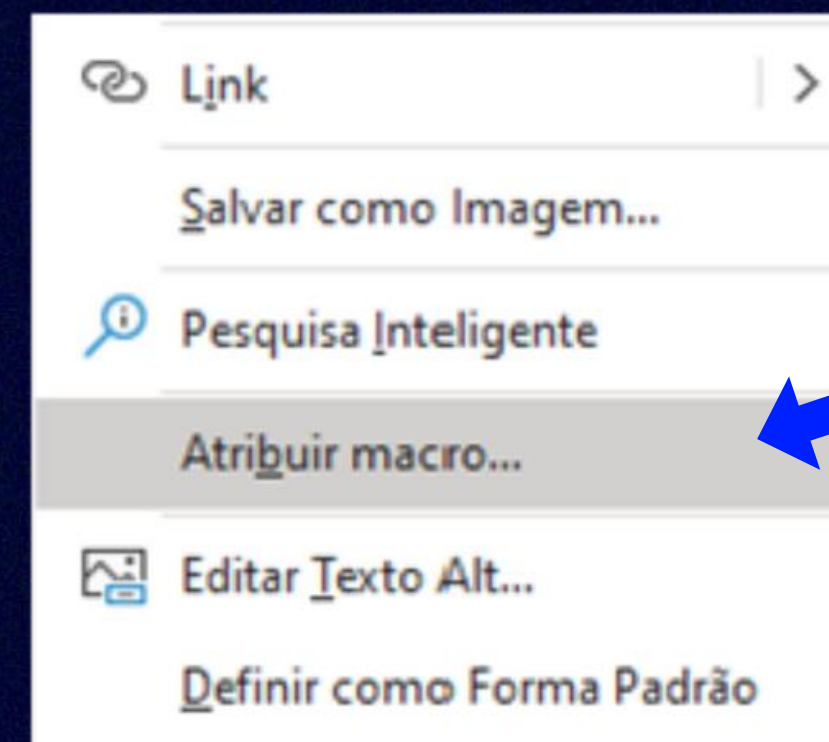 Link
Salvar como Imagem...
Pesquisa Inteligente
Atribuir macro...
Editar Texto Alt...
Definir como Forma Padrão